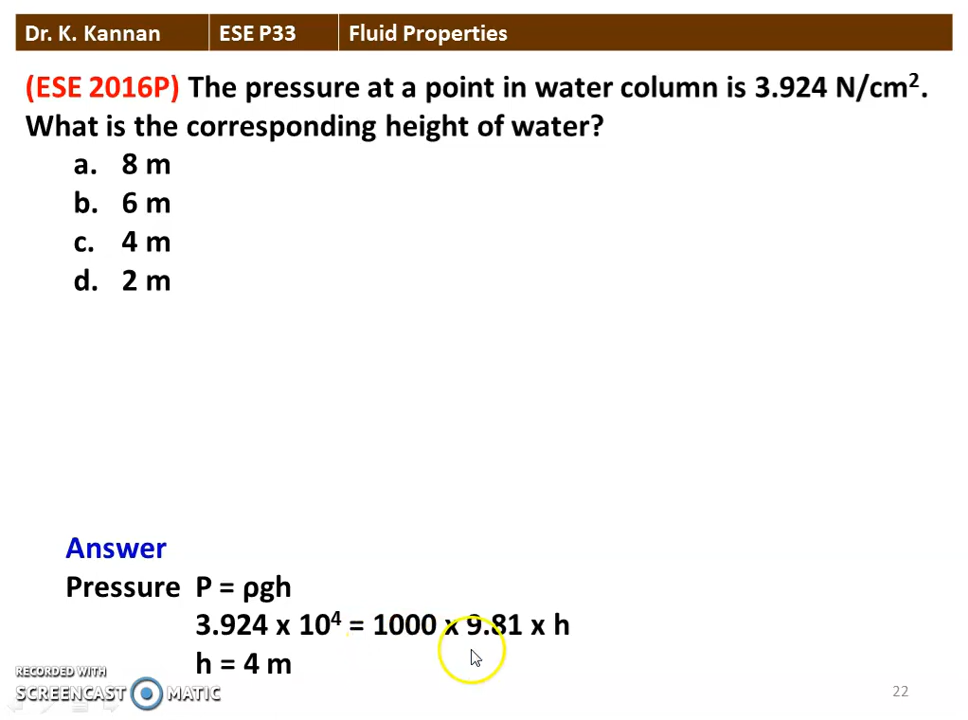 Dr. K. Kannan ESE P33 Fluid Properties
(ESE 2016P) The pressure at a point in water column is 3.924 N/cm².
What is the corresponding height of water?
a. 8 m
b. 6 m
c. 4 m
d. 2 m
Answer
Pressure P = ρgh
3.924 x 10⁴ = 1000 x 9.81 x h
h = 4 m
RECORDED WITH
SCREENCAST MATIC
22